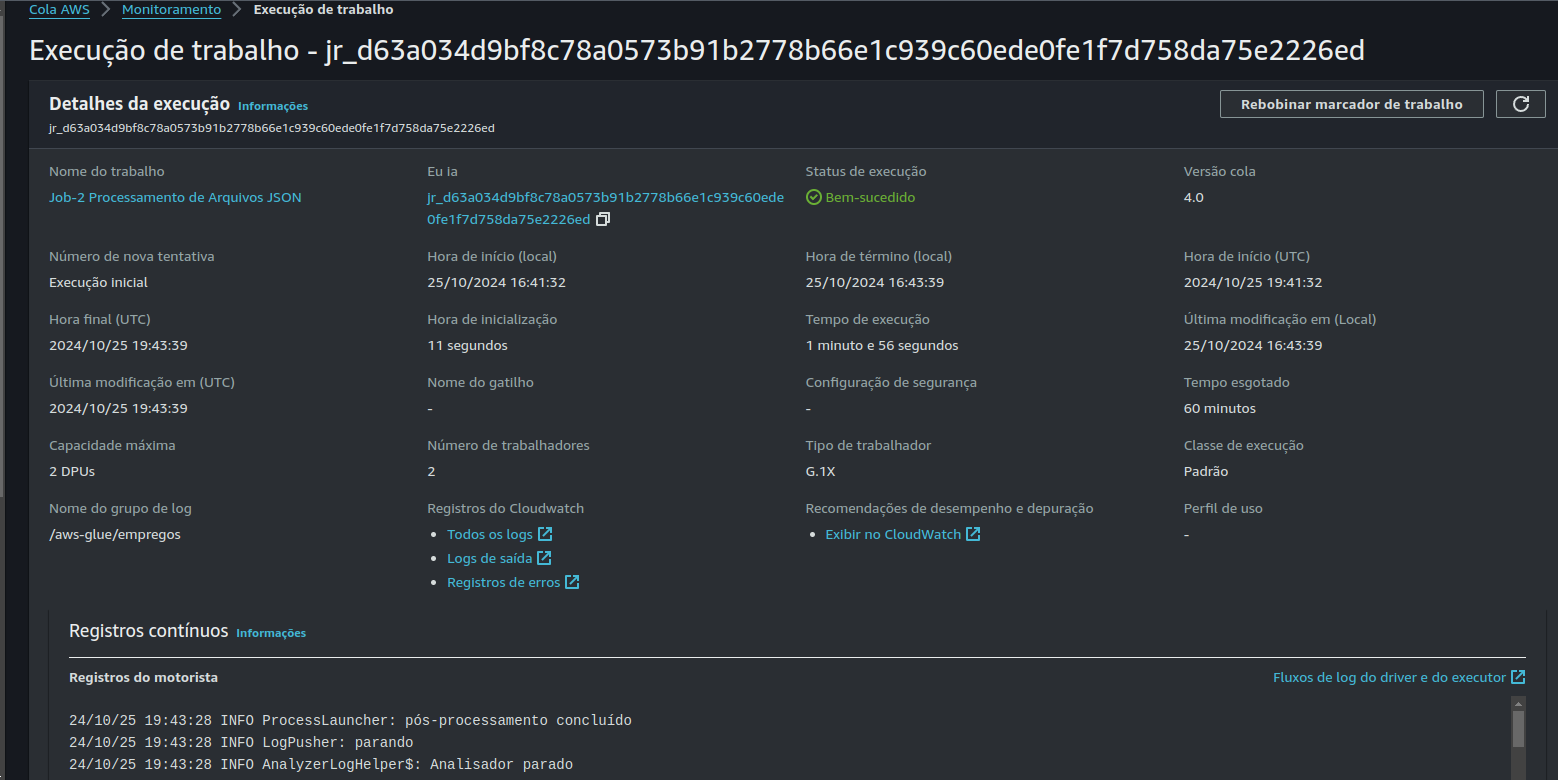 Cola AWS > Monitoramento > Execução de trabalho
Execução de trabalho - jr_d63a034d9bf8c78a0573b91b2778b66e1c939c60ede0fe1f7d758da75e2226ed
Detalhes da execução Informações
jr_d63a034d9bf8c78a0573b91b2778b66e1c939c60ede0fe1f7d758da75e2226ed
Rebobinar marcador de trabalho
Nome do trabalho
Job-2 Processamento de Arquivos JSON
Eu ia
jr_d63a034d9bf8c78a0573b91b2778b66e1c939c60ede
0fe1f7d758da75e2226ed
Status de execução
Bem-sucedido
Versão cola
4.0
Número de nova tentativa
Execução inicial
Hora de início (local)
25/10/2024 16:41:32
Hora de término (local)
25/10/2024 16:43:39
Hora de início (UTC)
2024/10/25 19:41:32
Hora final (UTC)
2024/10/25 19:43:39
Hora de inicialização
11 segundos
Tempo de execução
1 minuto e 56 segundos
Última modificação em (Local)
25/10/2024 16:43:39
Última modificação em (UTC)
2024/10/25 19:43:39
Nome do gatilho
-
Configuração de segurança
-
Tempo esgotado
60 minutos
Capacidade máxima
2 DPUs
Número de trabalhadores
2
Tipo de trabalhador
G.1X
Classe de execução
Padrão
Nome do grupo de log
/aws-glue/empregos
Registros do Cloudwatch
• Todos os logs
• Logs de saída
• Registros de erros
Recomendações de desempenho e depuração
• Exibir no CloudWatch
Perfil de uso
-
Registros contínuos Informações
Registros do motorista
Fluxos de log do driver e do executor
24/10/25 19:43:28 INFO ProcessLauncher: pós-processamento concluído
24/10/25 19:43:28 INFO LogPusher: parando
24/10/25 19:43:28 INFO AnalyzerLogHelper$: Analisador parado